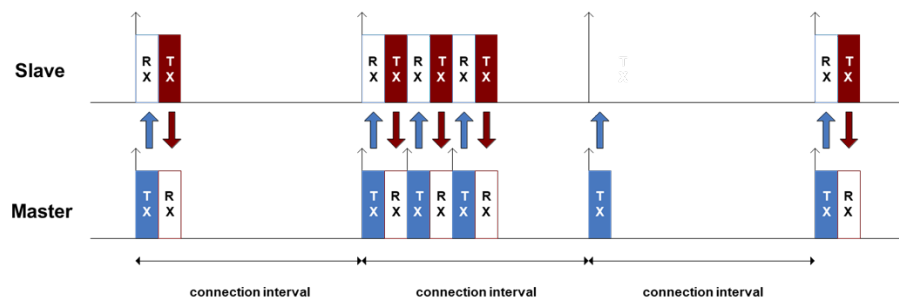 Slave
RX TX RX TX RX TX RX TX TX RX TX
Master
TX RX TX RX TX RX TX RX TX TX RX
connection interval connection interval connection interval